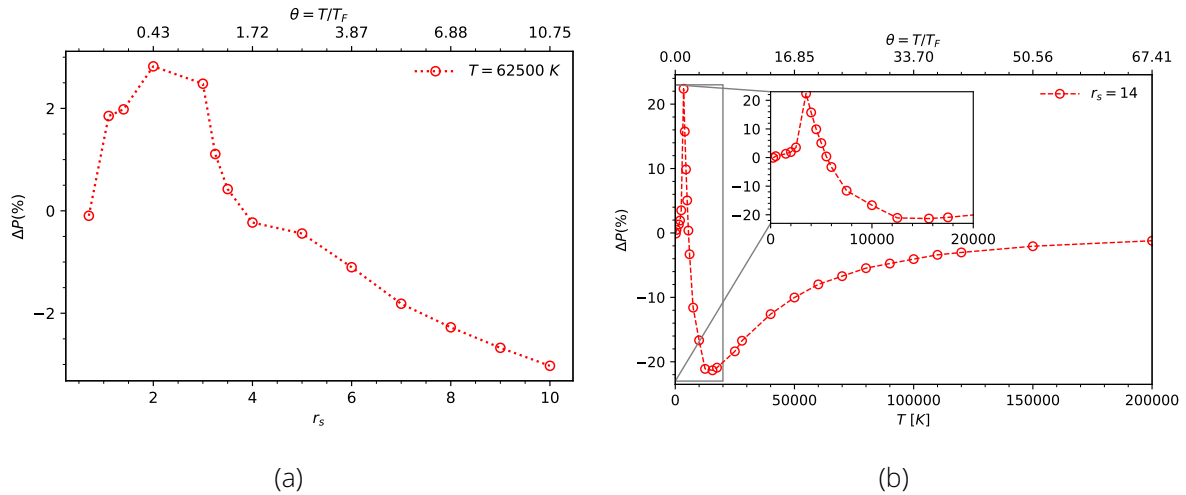 θ = T/T_F
0.43 1.72 3.87 6.88 10.75
T = 62500 K
2
0
−2
ΔP(%)
2 4 6 8 10
r_s
(a)
θ = T/T_F
0.00 16.85 33.70 50.56 67.41
r_s = 14
20
10
0
−10
−20
ΔP(%)
20
10
0
−10
−20
0 10000 20000
0 50000 100000 150000 200000
T [K]
(b)